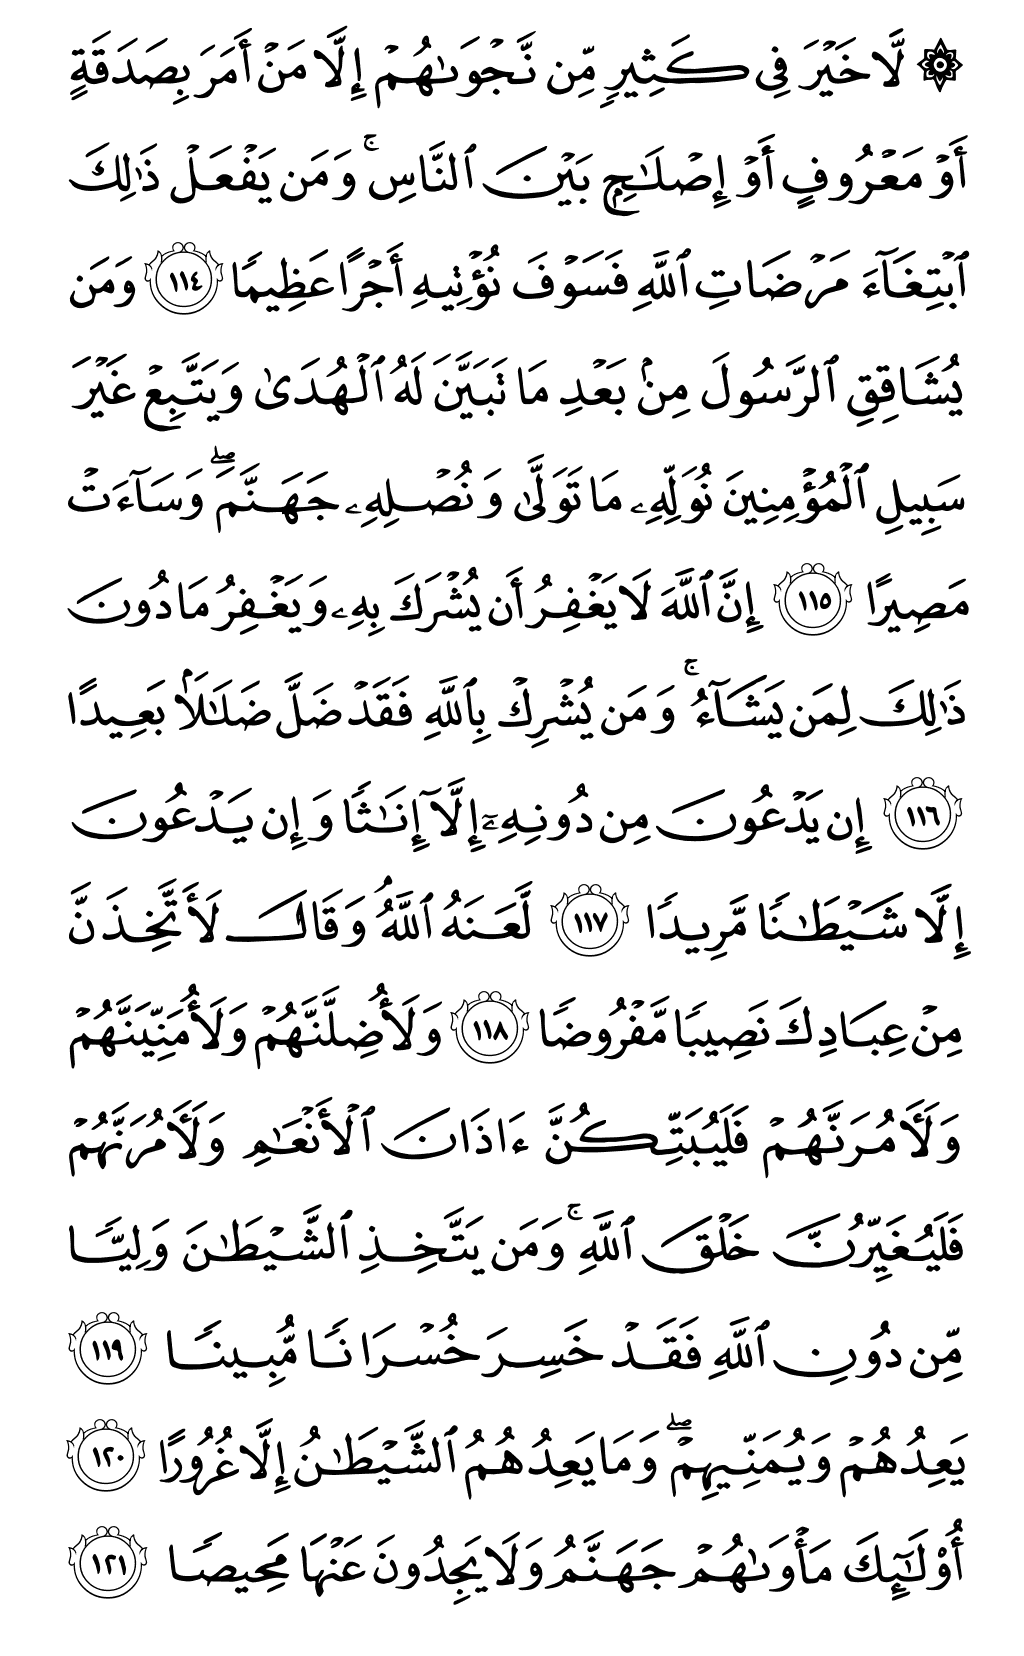 ۞ لَّا خَيْرَ فِي كَثِيرٍ مِّن نَّجْوَىٰهُمْ إِلَّا مَنْ أَمَرَ بِصَدَقَةٍ
أَوْ مَعْرُوفٍ أَوْ إِصْلَٰحٍۭ بَيْنَ ٱلنَّاسِۚ وَمَن يَفْعَلْ ذَٰلِكَ
ٱبْتِغَآءَ مَرْضَاتِ ٱللَّهِ فَسَوْفَ نُؤْتِيهِ أَجْرًا عَظِيمًا ١١٤ وَمَن
يُشَاقِقِ ٱلرَّسُولَ مِنۢ بَعْدِ مَا تَبَيَّنَ لَهُ ٱلْهُدَىٰ وَيَتَّبِعْ غَيْرَ
سَبِيلِ ٱلْمُؤْمِنِينَ نُوَلِّهِۦ مَا تَوَلَّىٰ وَنُصْلِهِۦ جَهَنَّمَۖ وَسَآءَتْ
مَصِيرًا ١١٥ إِنَّ ٱللَّهَ لَا يَغْفِرُ أَن يُشْرَكَ بِهِۦ وَيَغْفِرُ مَا دُونَ
ذَٰلِكَ لِمَن يَشَآءُۚ وَمَن يُشْرِكْ بِٱللَّهِ فَقَدْ ضَلَّ ضَلَٰلًۢا بَعِيدًا
١١٦ إِن يَدْعُونَ مِن دُونِهِۦٓ إِلَّآ إِنَٰثًا وَإِن يَدْعُونَ
إِلَّا شَيْطَٰنًا مَّرِيدًا ١١٧ لَّعَنَهُ ٱللَّهُۘ وَقَالَ لَأَتَّخِذَنَّ
مِنْ عِبَادِكَ نَصِيبًا مَّفْرُوضًا ١١٨ وَلَأُضِلَّنَّهُمْ وَلَأُمَنِّيَنَّهُمْ
وَلَـَٔامُرَنَّهُمْ فَلَيُبَتِّكُنَّ ءَاذَانَ ٱلْأَنْعَٰمِ وَلَـَٔامُرَنَّهُمْ
فَلَيُغَيِّرُنَّ خَلْقَ ٱللَّهِۚ وَمَن يَتَّخِذِ ٱلشَّيْطَٰنَ وَلِيًّا
مِّن دُونِ ٱللَّهِ فَقَدْ خَسِرَ خُسْرَانًا مُّبِينًا ١١٩
يَعِدُهُمْ وَيُمَنِّيهِمْۖ وَمَا يَعِدُهُمُ ٱلشَّيْطَٰنُ إِلَّا غُرُورًا ١٢٠
أُو۟لَٰٓئِكَ مَأْوَىٰهُمْ جَهَنَّمُ وَلَا يَجِدُونَ عَنْهَا مَحِيصًا ١٢١